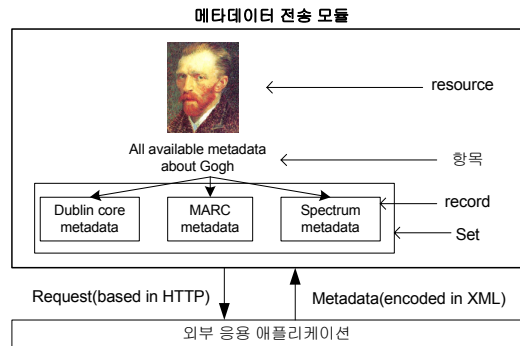 메타데이터 전송 모듈
resource
All available metadata
about Gogh
항목
Dublin core
metadata
MARC
metadata
Spectrum
metadata
record
Set
Request(based in HTTP)
Metadata(encoded in XML)
외부 응용 애플리케이션